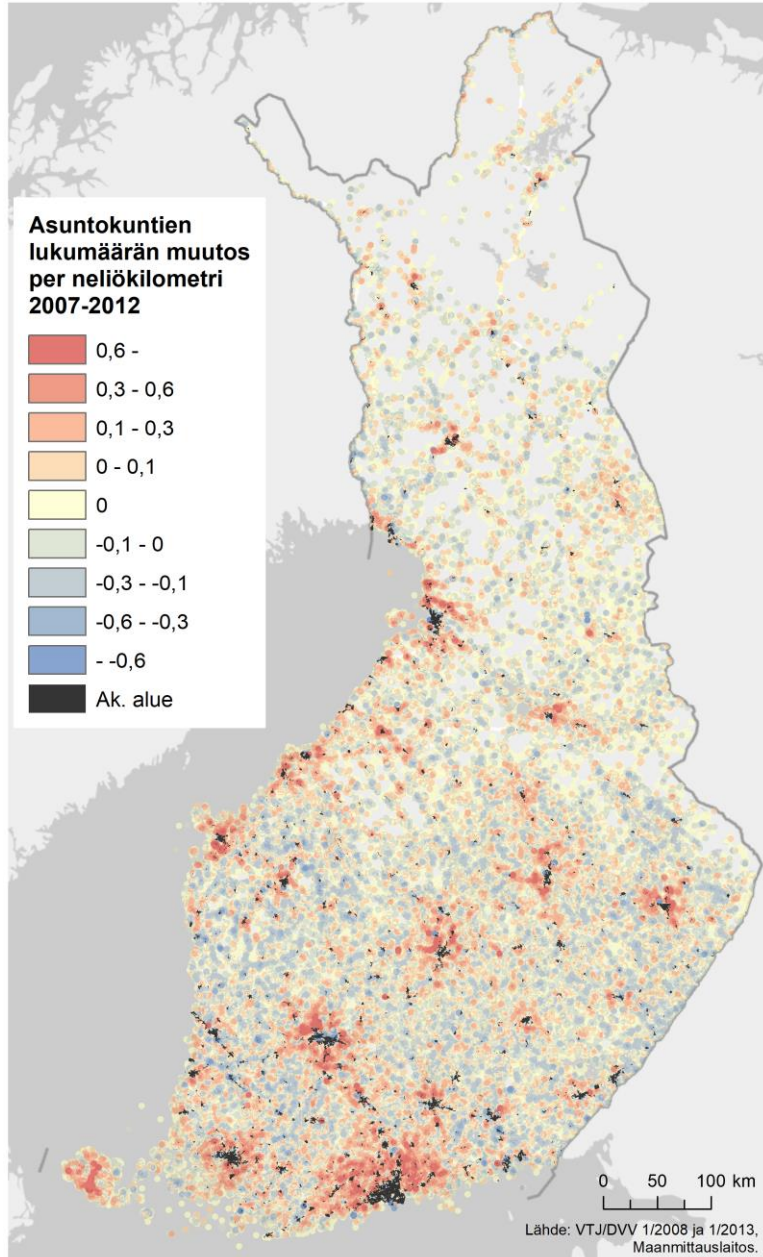 Asuntokuntien
lukumäärän muutos
per neliökilometri
2007-2012
0,6 -
0,3 - 0,6
0,1 - 0,3
0 - 0,1
0
-0,1 - 0
-0,3 - -0,1
-0,6 - -0,3
- -0,6
Ak. alue
0 50 100 km
Lähde: VTJ/DVV 1/2008 ja 1/2013,
Maanmittauslaitos.